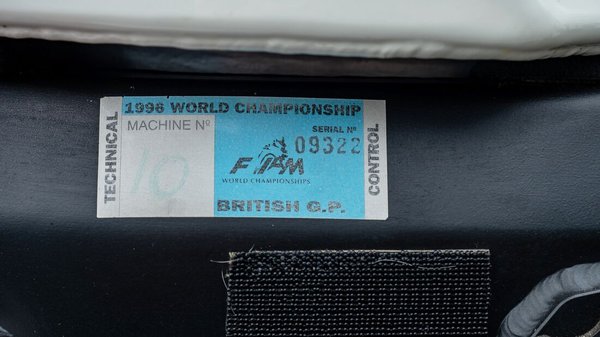 1996 WORLD CHAMPIONSHIP
TECHNICAL
MACHINE Nº
10
SERIAL Nº
09322
FIM
WORLD CHAMPIONSHIPS
BRITISH G.P.
CONTROL